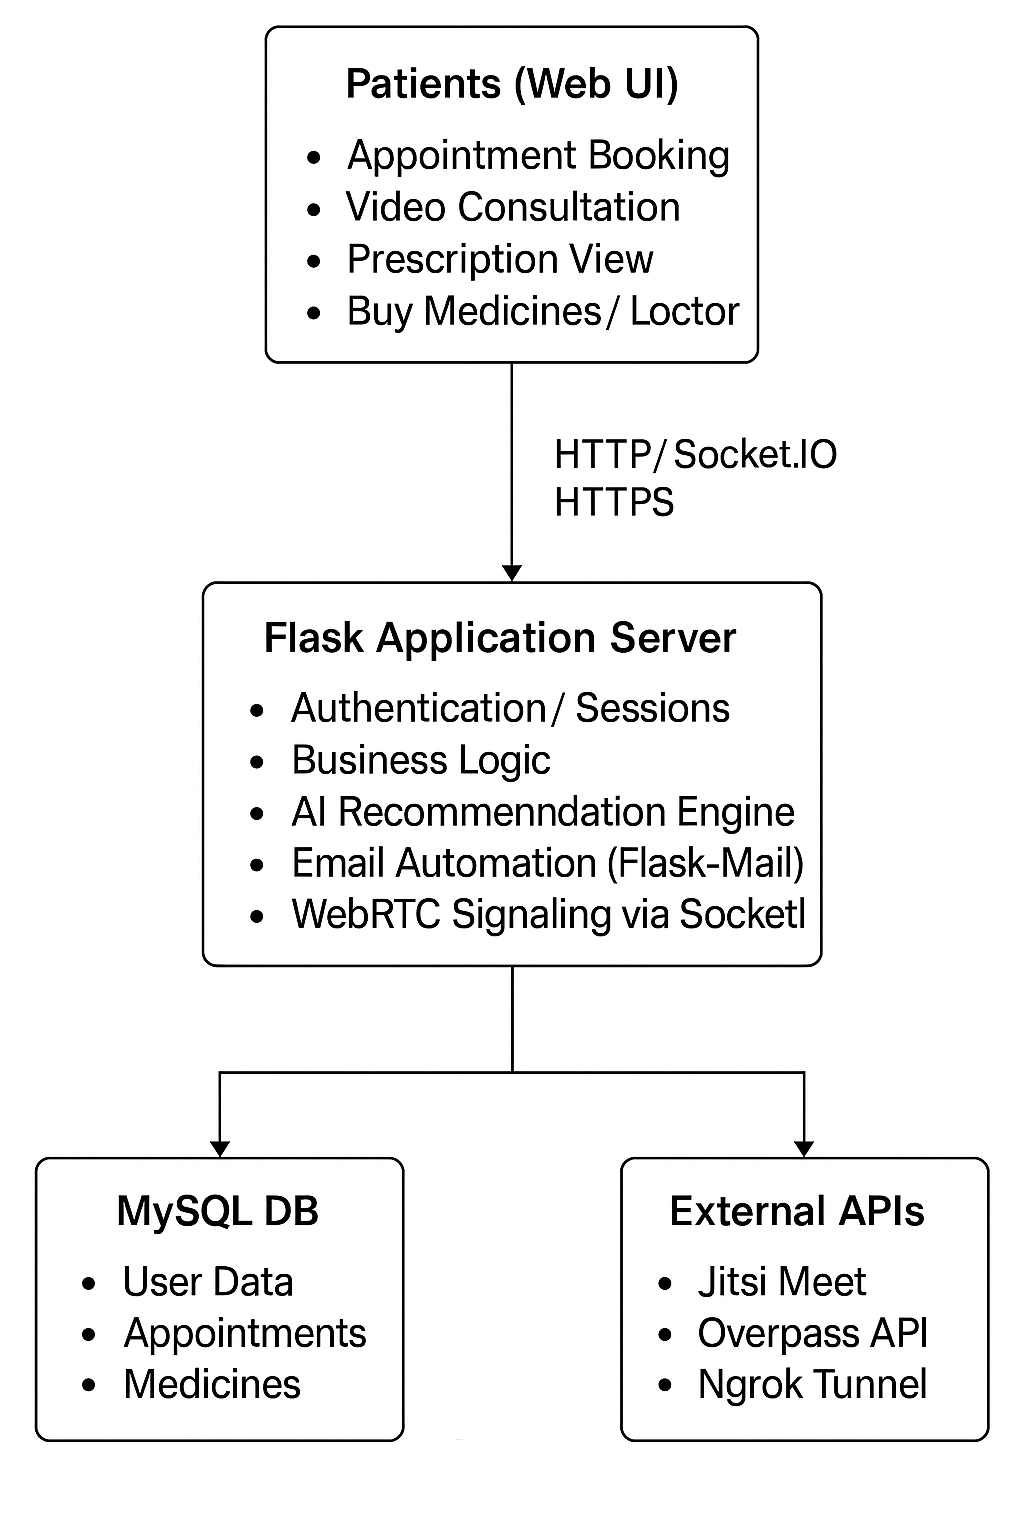 Patients (Web UI)
• Appointment Booking
• Video Consultation
• Prescription View
• Buy Medicines/ Loctor
HTTP/ Socket.IO
HTTPS
Flask Application Server
• Authentication/ Sessions
• Business Logic
• AI Recommenndation Engine
• Email Automation (Flask-Mail)
• WebRTC Signaling via SocketI
MySQL DB
• User Data
• Appointments
• Medicines
External APIs
• Jitsi Meet
• Overpass API
• Ngrok Tunnel